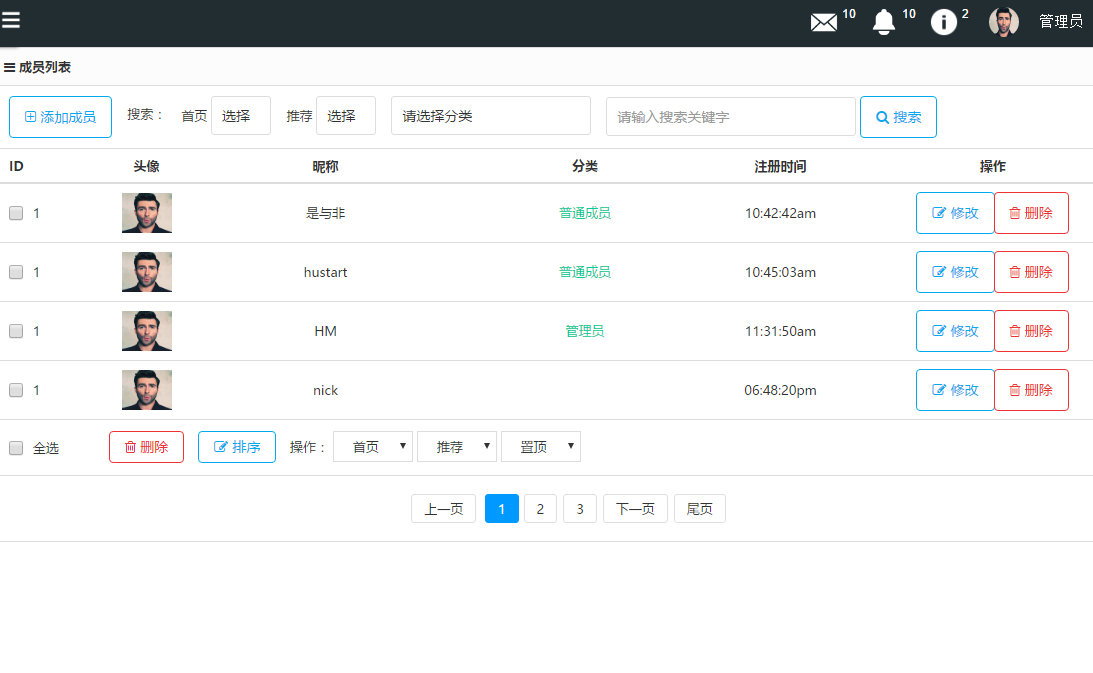 10 10 2 管理员
成员列表
添加成员 搜索： 首页 选择 推荐 选择 请选择分类 请输入搜索关键字 搜索
ID 头像 昵称 分类 注册时间 操作
1 是与非 普通成员 10:42:42am 修改 删除
1 hustart 普通成员 10:45:03am 修改 删除
1 HM 管理员 11:31:50am 修改 删除
1 nick 06:48:20pm 修改 删除
全选 删除 排序 操作： 首页 推荐 置顶
上一页 1 2 3 下一页 尾页